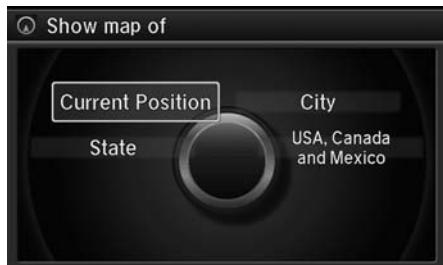 Show map of
Current Position
City
State
USA, Canada
and Mexico